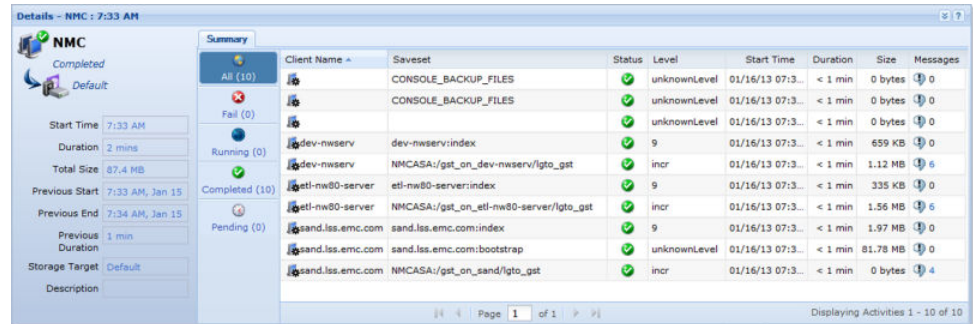 Details - NMC : 7:33 AM
NMC
Completed
Default
Start Time 7:33 AM
Duration 2 mins
Total Size 87.4 MB
Previous Start 7:33 AM, Jan 15
Previous End 7:34 AM, Jan 15
Previous Duration 1 min
Storage Target Default
Description
Summary
All (10)
Fail (0)
Running (0)
Completed (10)
Pending (0)
Client Name Saveset Status Level Start Time Duration Size Messages
CONSOLE_BACKUP_FILES unknownLevel 01/16/13 07:3... < 1 min 0 bytes 0
CONSOLE_BACKUP_FILES unknownLevel 01/16/13 07:3... < 1 min 0 bytes 0
unknownLevel 01/16/13 07:3... < 1 min 0 bytes 0
dev-nwserv dev-nwserv:index 9 01/16/13 07:3... < 1 min 659 KB 0
dev-nwserv NMCASA:/gst_on_dev-nwserv/lgto_gst incr 01/16/13 07:3... < 1 min 1.12 MB 6
etl-nw80-server etl-nw80-server:index 9 01/16/13 07:3... < 1 min 335 KB 0
etl-nw80-server NMCASA:/gst_on_etl-nw80-server/lgto_gst incr 01/16/13 07:3... < 1 min 1.56 MB 6
sand.lss.emc.com sand.lss.emc.com:index 9 01/16/13 07:3... < 1 min 1.97 MB 0
sand.lss.emc.com sand.lss.emc.com:bootstrap unknownLevel 01/16/13 07:3... < 1 min 81.78 MB 0
sand.lss.emc.com NMCASA:/gst_on_sand/lgto_gst incr 01/16/13 07:3... < 1 min 0 bytes 4
Page 1 of 1
Displaying Activities 1 - 10 of 10